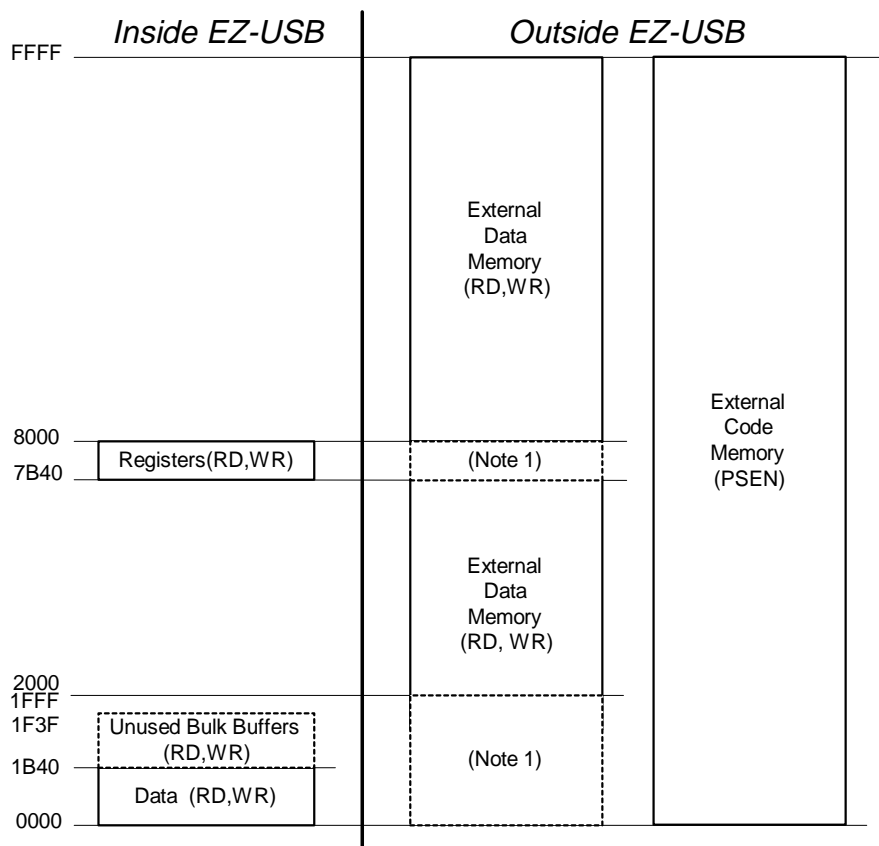 Inside EZ-USB
Outside EZ-USB
FFFF
External
Data
Memory
(RD,WR)
External
Code
Memory
(PSEN)
8000
Registers(RD,WR)
(Note 1)
7B40
External
Data
Memory
(RD, WR)
2000
1FFF
1F3F
Unused Bulk Buffers
(RD,WR)
(Note 1)
1B40
Data (RD,WR)
0000